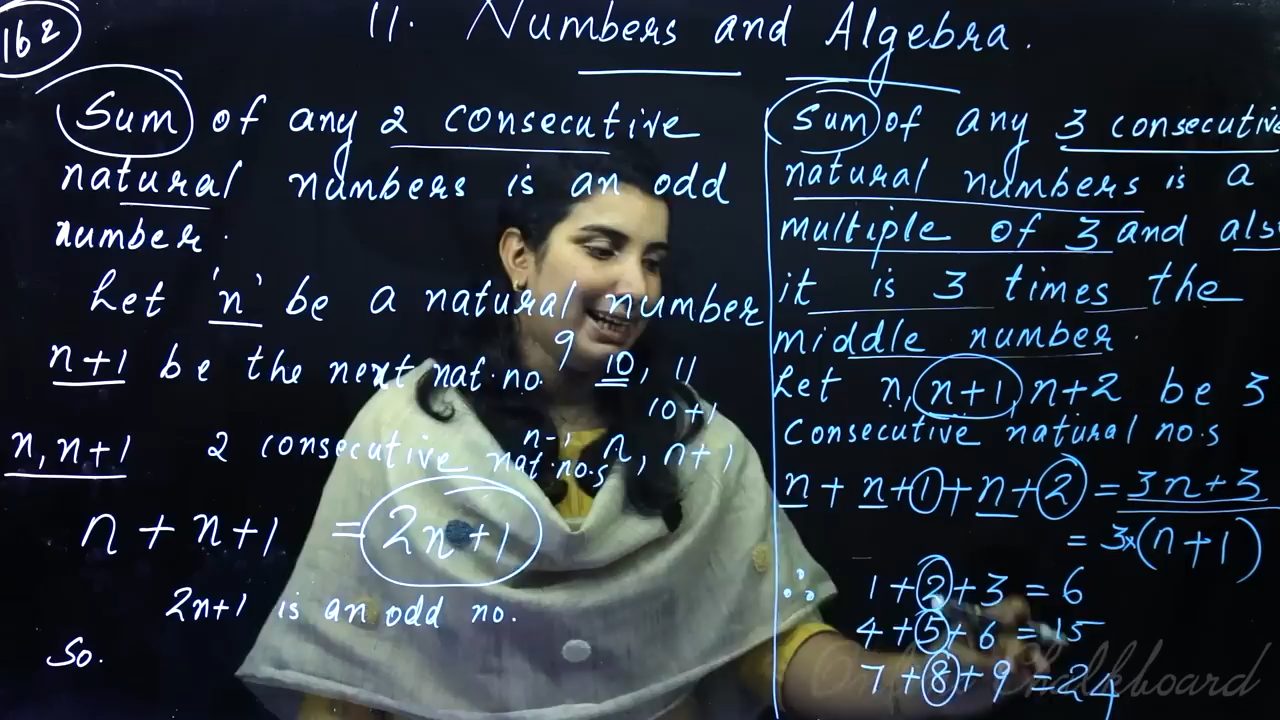 162
11. Numbers and Algebra.
Sum of any 2 consecutive
natural numbers is an odd
number.
Let 'n' be a natural number
n+1 be the next nat. no. 9 10, 11
10+1
n, n+1 2 consecutive nat. no.s n-1 n, n+1
n + n+1 = 2n+1
2n+1 is an odd no.
So.
Sum of any 3 consecutive
natural numbers is a
multiple of 3 and als
it is 3 times the
middle number.
Let n, n+1, n+2 be 3
Consecutive natural no.s
n + n+1+n+2 = 3n+3
= 3×(n+1)
∴ 1+2+3 = 6
4+5+6 = 15
7+8+9 = 24
Online Chalkboard